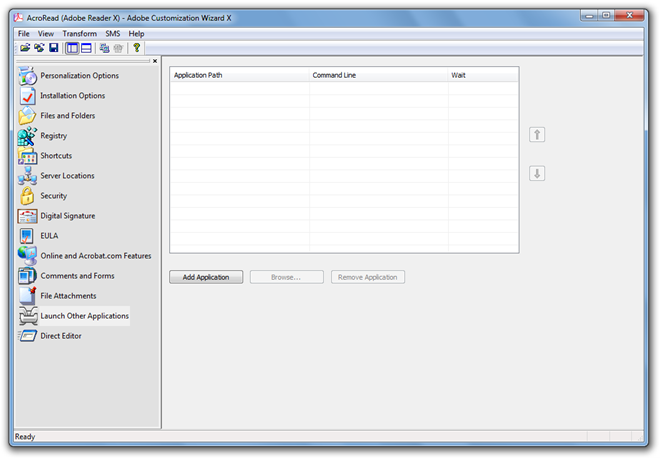 AcroRead (Adobe Reader X) - Adobe Customization Wizard X
File View Transform SMS Help
Personalization Options
Installation Options
Files and Folders
Registry
Shortcuts
Server Locations
Security
Digital Signature
EULA
Online and Acrobat.com Features
Comments and Forms
File Attachments
Launch Other Applications
Direct Editor
Application Path Command Line Wait
Add Application Browse... Remove Application
Ready